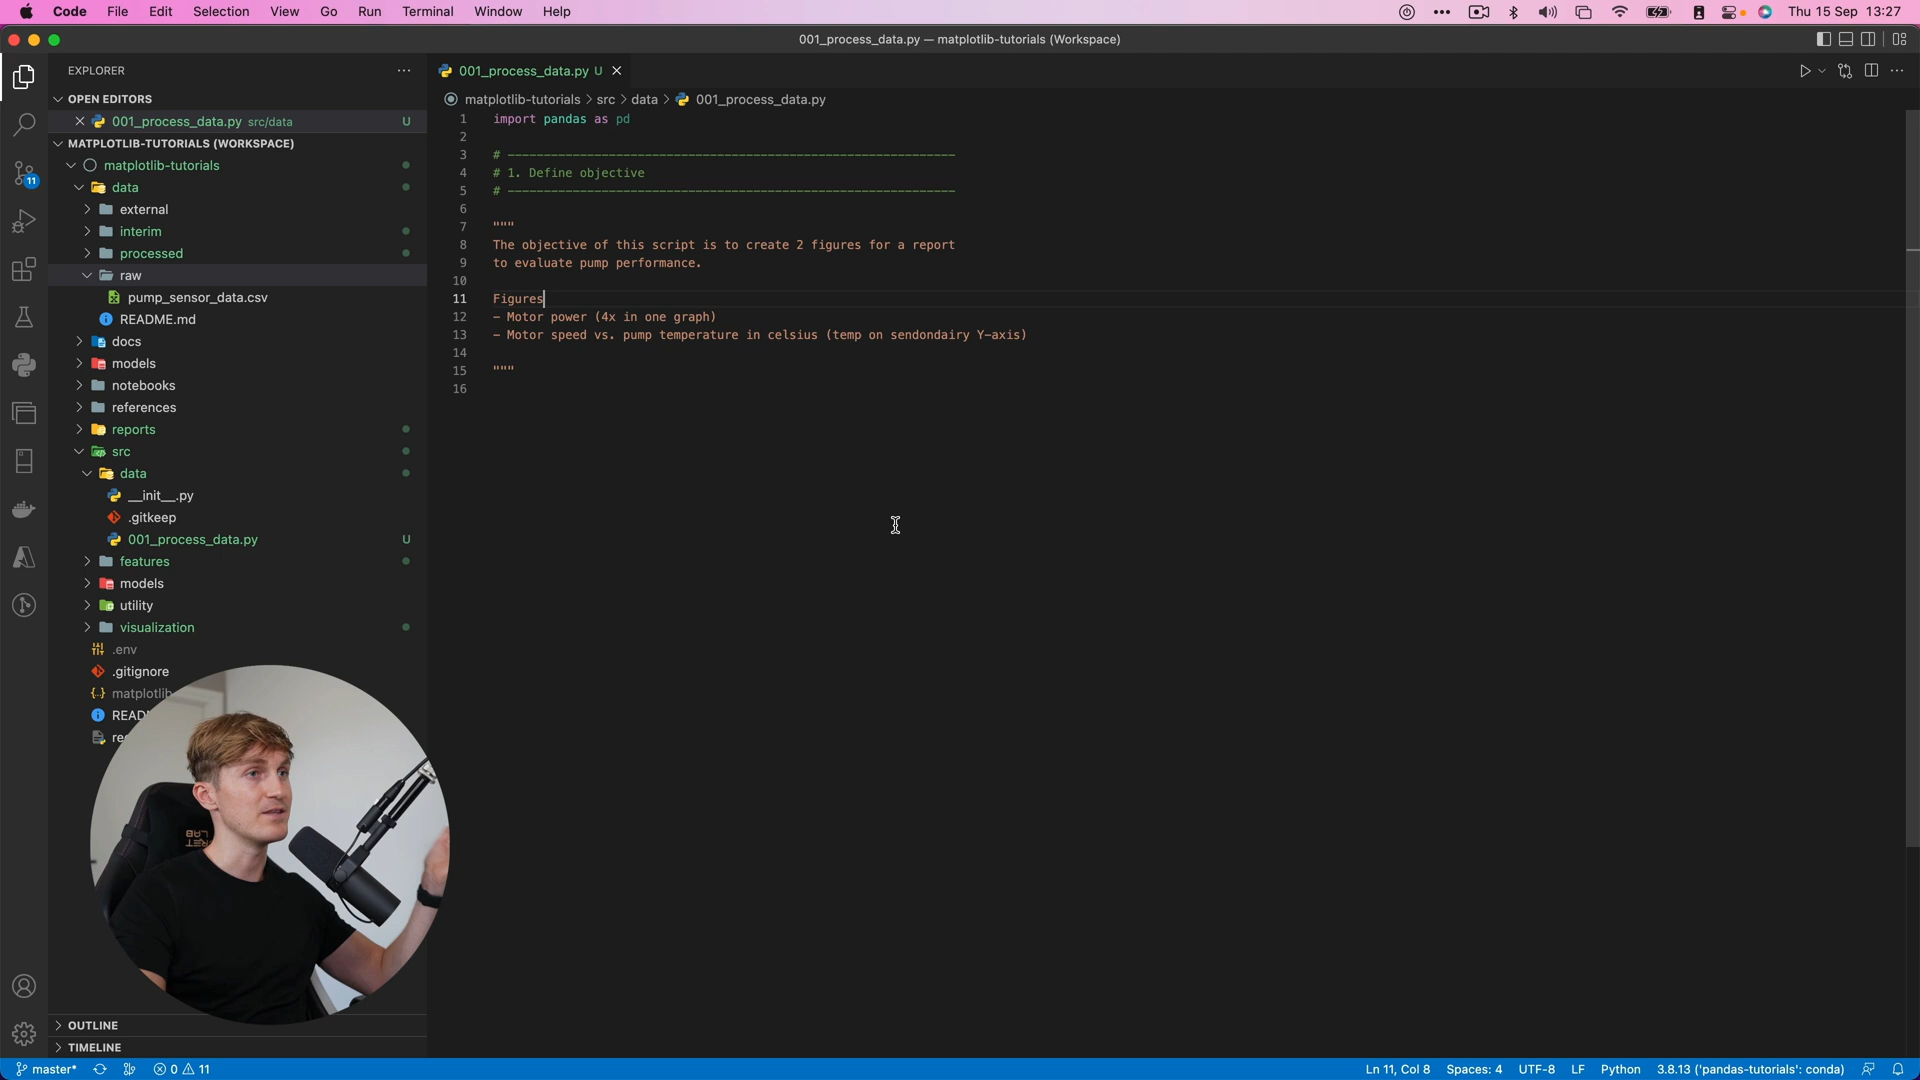 Code File Edit Selection View Go Run Terminal Window Help Thu 15 Sep 13:27
001_process_data.py — matplotlib-tutorials (Workspace)
EXPLORER
OPEN EDITORS
001_process_data.py src/data U
MATPLOTLIB-TUTORIALS (WORKSPACE)
matplotlib-tutorials
data
external
interim
processed
raw
pump_sensor_data.csv
README.md
docs
models
notebooks
references
reports
src
data
__init__.py
.gitkeep
001_process_data.py U
features
models
utility
visualization
.env
.gitignore
matplotlib
READ
re
OUTLINE
TIMELINE
11
001_process_data.py U
matplotlib-tutorials > src > data > 001_process_data.py
1 import pandas as pd
2
3 # --------------------------------------------------------------
4 # 1. Define objective
5 # --------------------------------------------------------------
6
7 """
8 The objective of this script is to create 2 figures for a report
9 to evaluate pump performance.
10
11 Figures
12 - Motor power (4x in one graph)
13 - Motor speed vs. pump temperature in celsius (temp on sendondairy Y-axis)
14
15 """
16
master* 0 11 Ln 11, Col 8 Spaces: 4 UTF-8 LF Python 3.8.13 ('pandas-tutorials': conda)